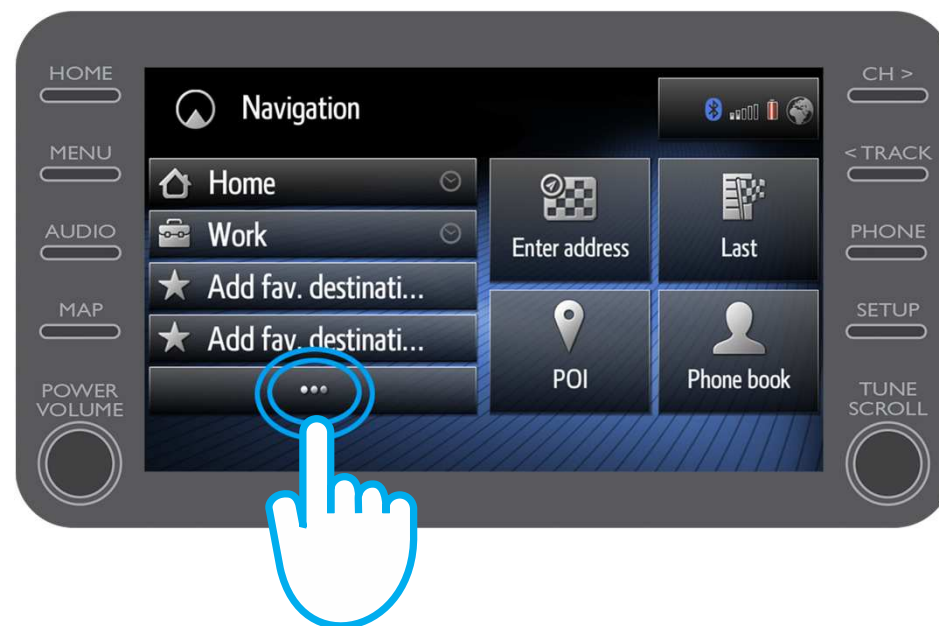 HOME
MENU
AUDIO
MAP
POWER
VOLUME
Navigation
Home
Work
Add fav. destinati...
Add fav. destinati...
...
Enter address
Last
POI
Phone book
CH >
< TRACK
PHONE
SETUP
TUNE
SCROLL